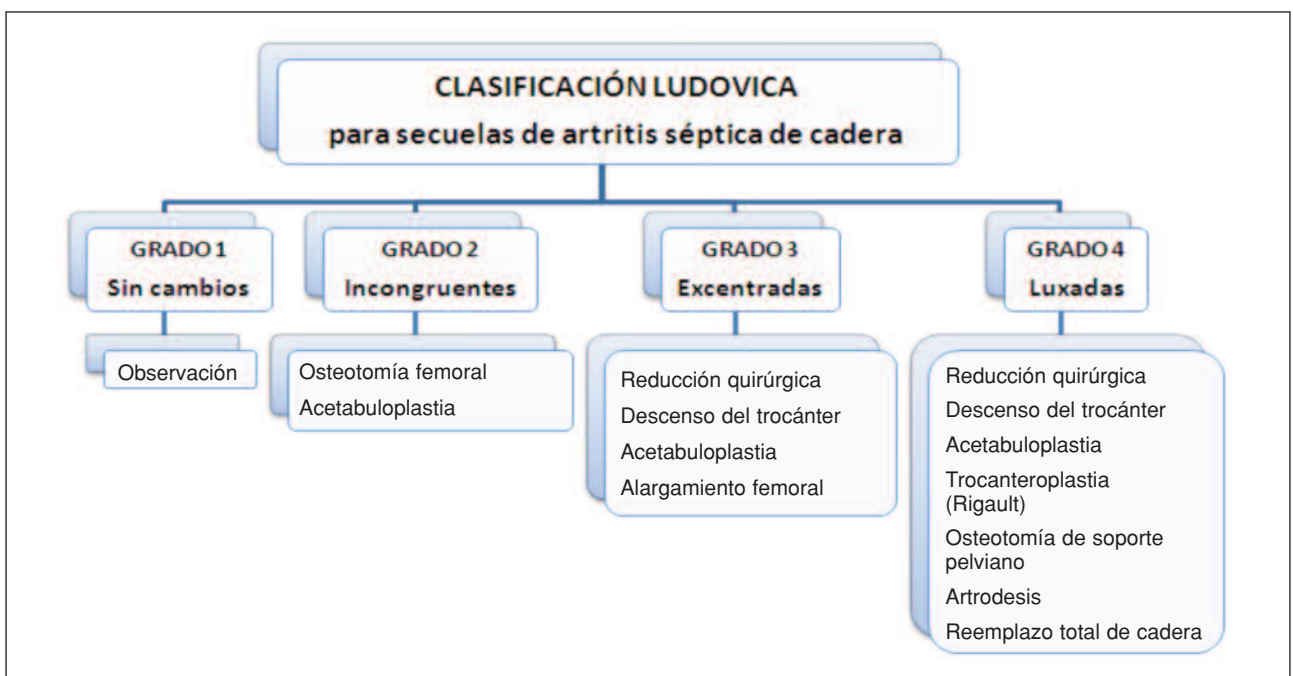 CLASIFICACIÓN LUDOVICA
para secuelas de artritis séptica de cadera
GRADO 1
Sin cambios
Observación
GRADO 2
Incongruentes
Osteotomía femoral
Acetabuloplastia
GRADO 3
Excentradas
Reducción quirúrgica
Descenso del trocánter
Acetabuloplastia
Alargamiento femoral
GRADO 4
Luxadas
Reducción quirúrgica
Descenso del trocánter
Acetabuloplastia
Trocanteroplastia
(Rigault)
Osteotomía de soporte
pelviano
Artrodesis
Reemplazo total de cadera